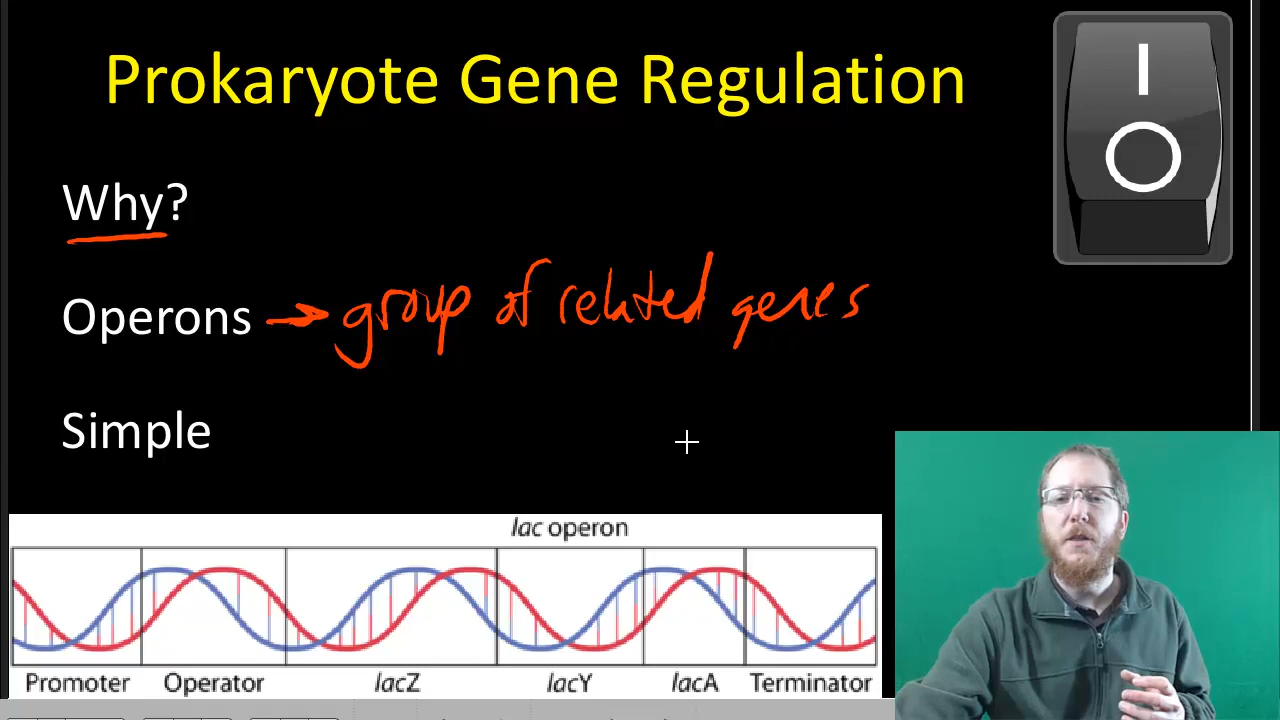 Prokaryote Gene Regulation
Why?
Operons → group of related genes
Simple
lac operon
Promoter Operator lacZ lacY lacA Terminator